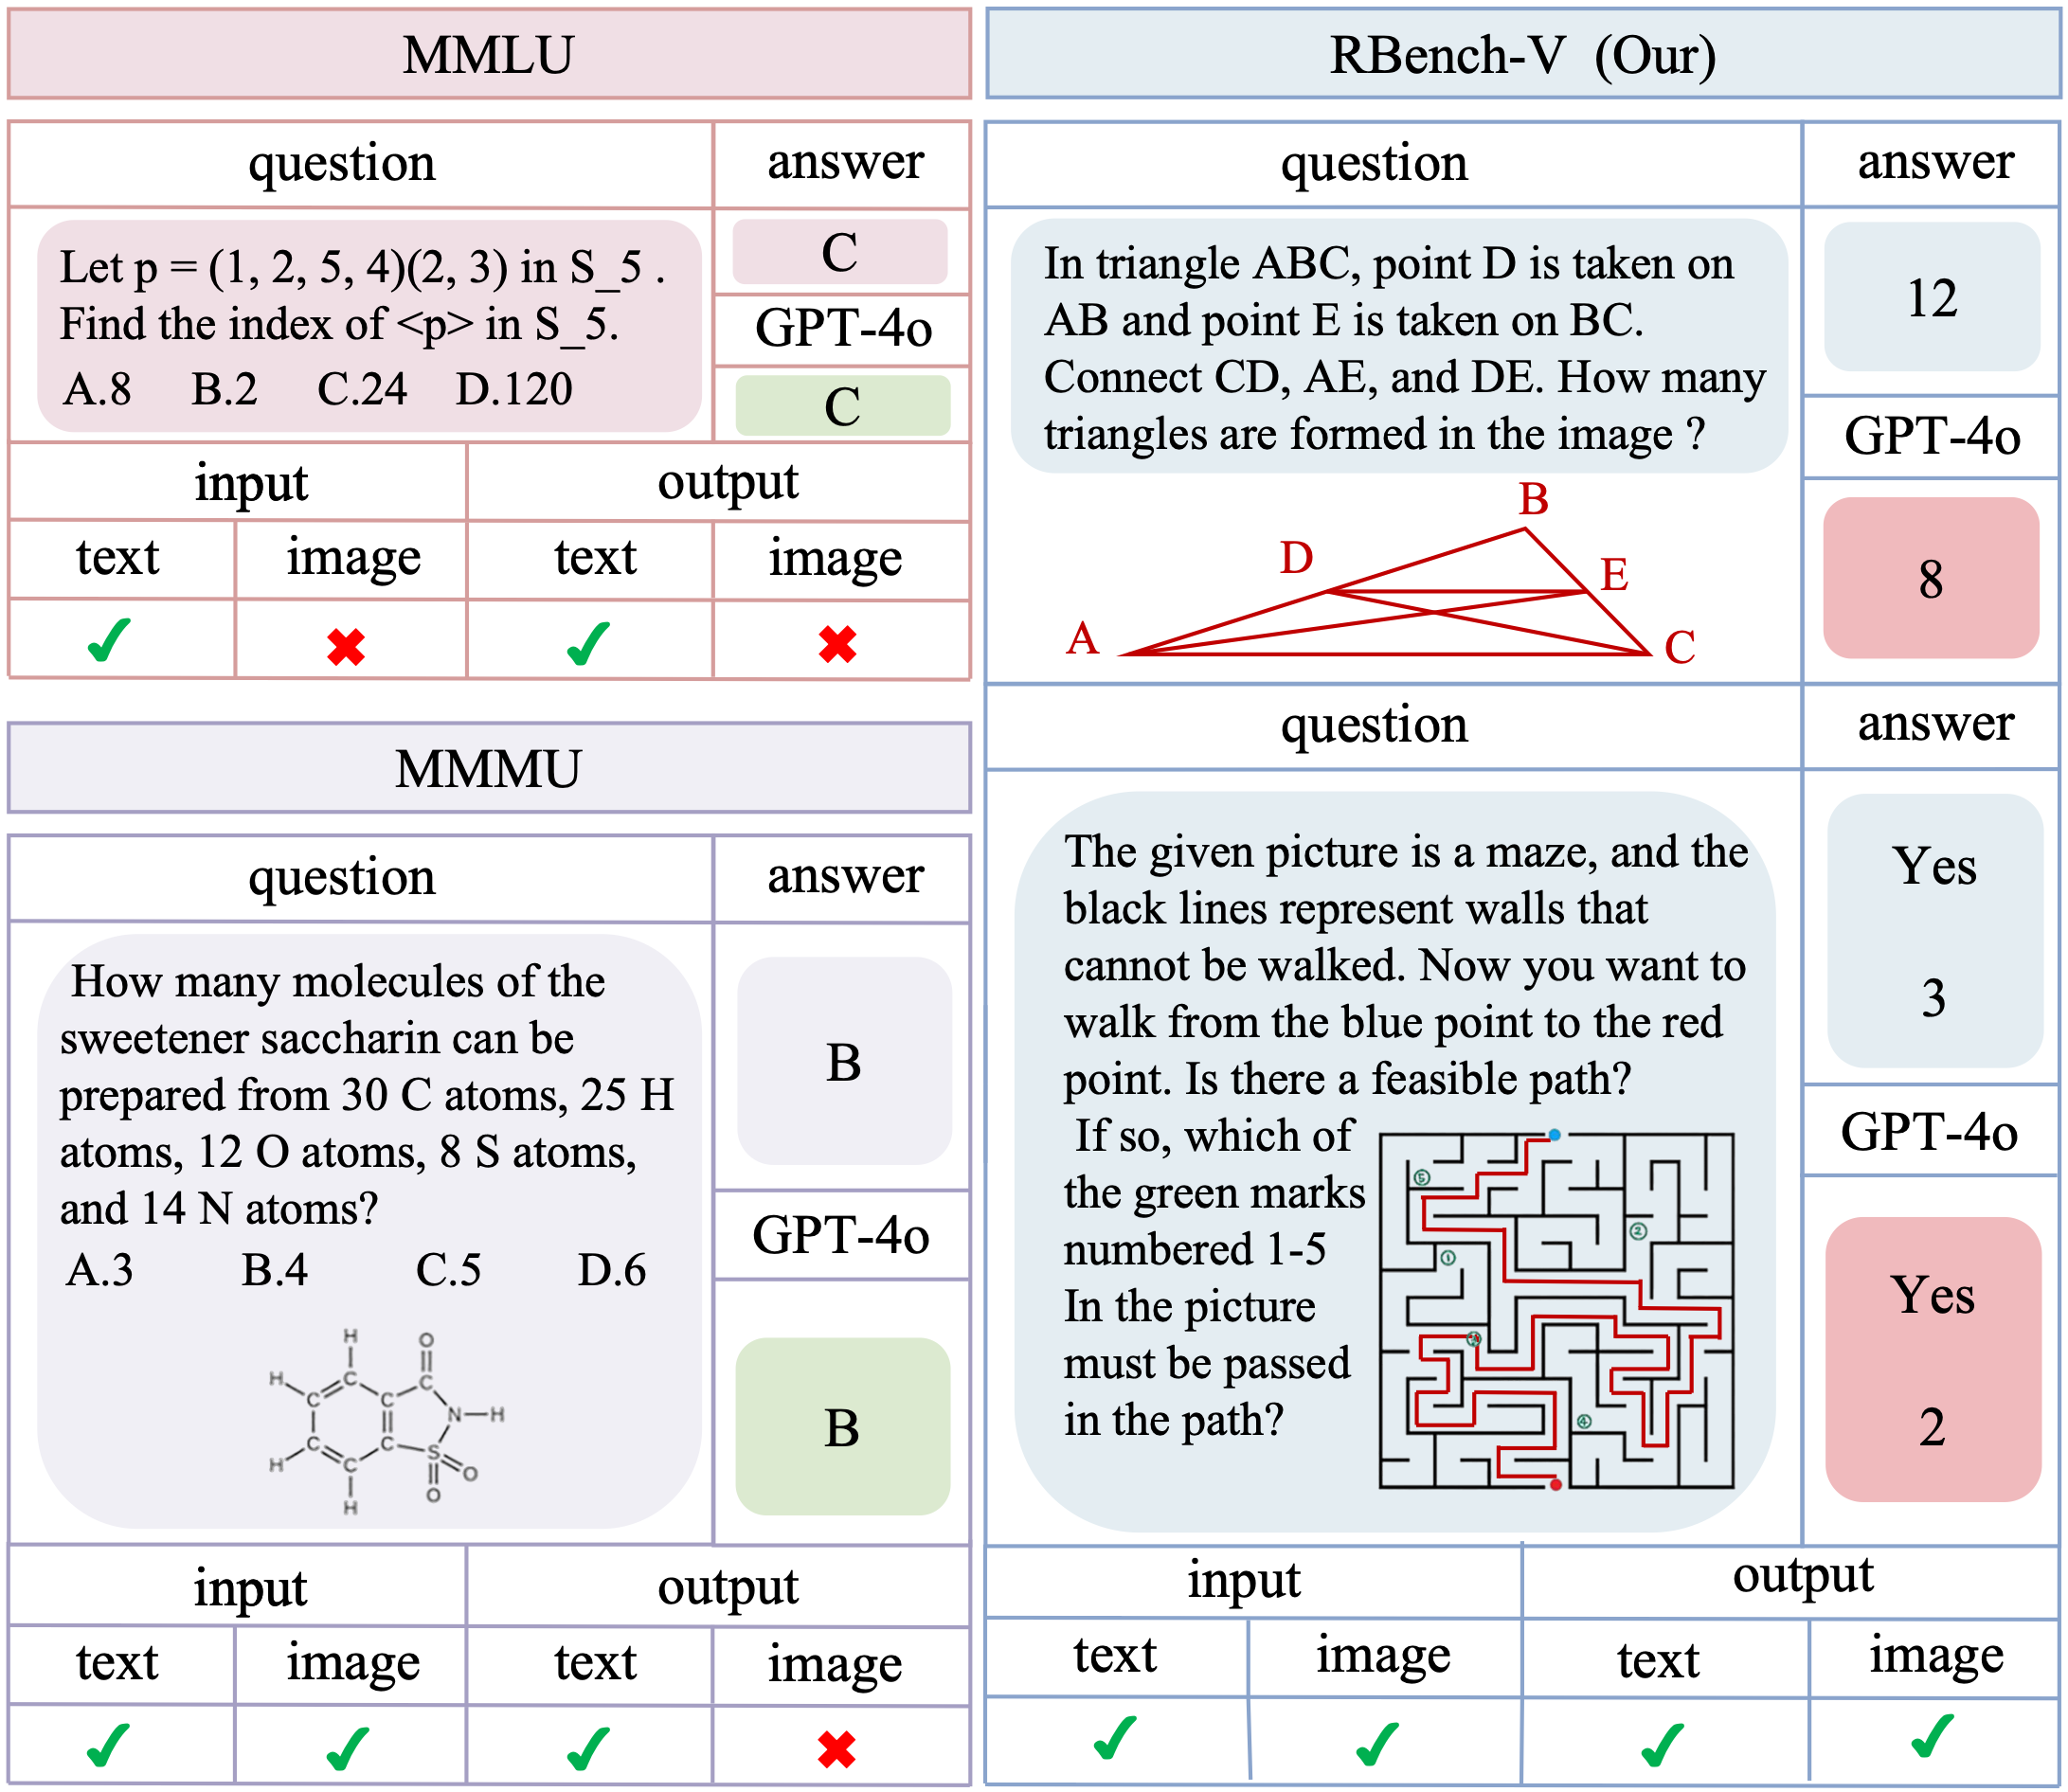 MMLU
question
answer
Let p = (1, 2, 5, 4)(2, 3) in S_5 .
Find the index of <p> in S_5.
A.8 B.2 C.24 D.120
C
GPT-4o
C
input
output
text
image
text
image
MMMU
question
answer
How many molecules of the
sweetener saccharin can be
prepared from 30 C atoms, 25 H
atoms, 12 O atoms, 8 S atoms,
and 14 N atoms?
A.3 B.4 C.5 D.6
H O
H C C C
C C N H
C C
H C S O
H O
B
GPT-4o
B
input
output
text
image
text
image
RBench-V (Our)
question
answer
In triangle ABC, point D is taken on
AB and point E is taken on BC.
Connect CD, AE, and DE. How many
triangles are formed in the image ?
B
D
E
A
C
12
GPT-4o
8
question
answer
The given picture is a maze, and the
black lines represent walls that
cannot be walked. Now you want to
walk from the blue point to the red
point. Is there a feasible path?
If so, which of
the green marks
numbered 1-5
In the picture
must be passed
in the path?
5
2
1
4
Yes
3
GPT-4o
Yes
2
input
output
text
image
text
image